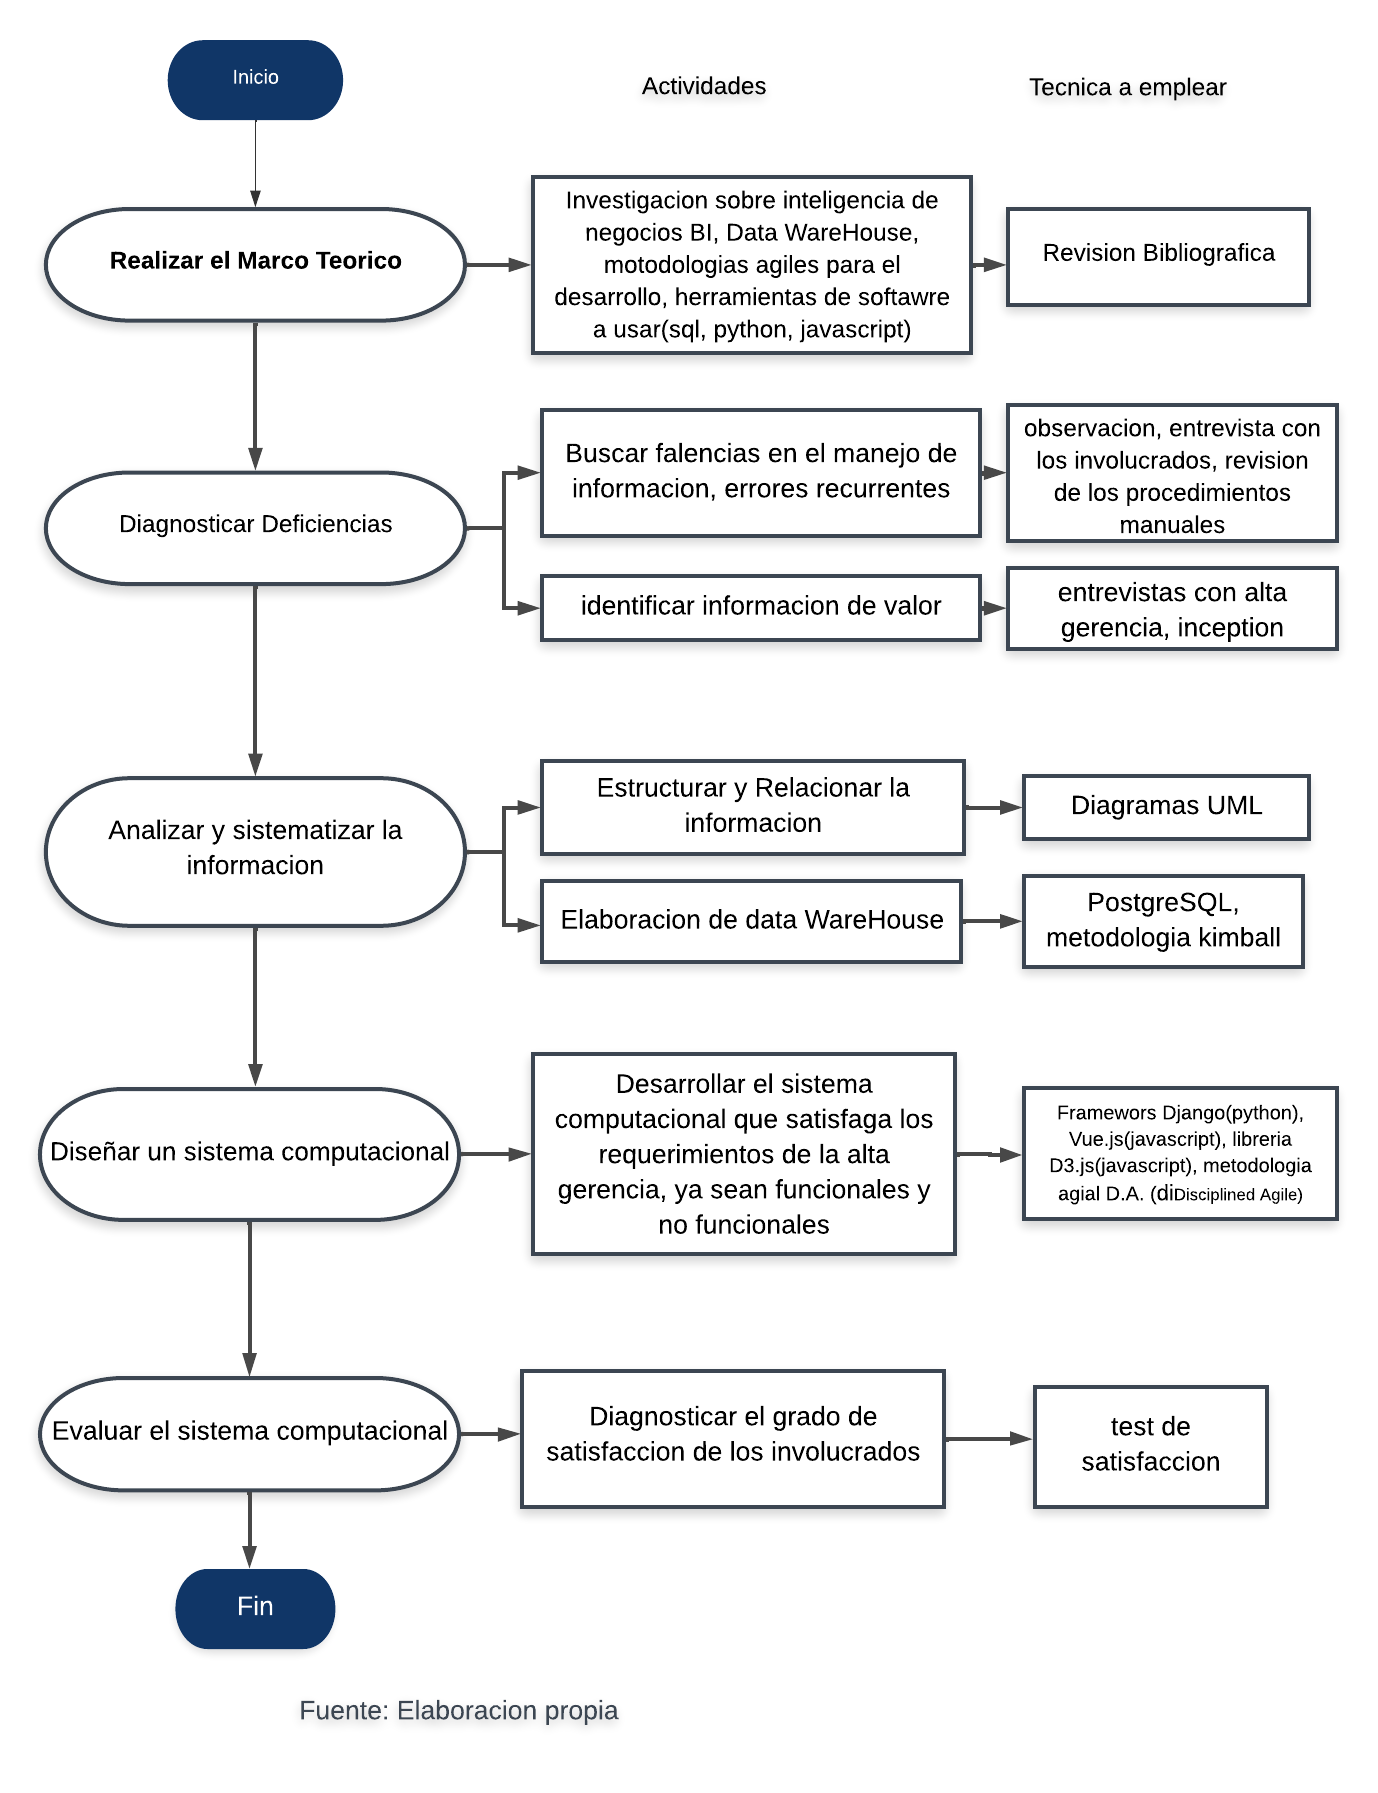 Inicio
Actividades
Tecnica a emplear
Realizar el Marco Teorico
Investigacion sobre inteligencia de
negocios BI, Data WareHouse,
motodologias agiles para el
desarrollo, herramientas de softawre
a usar(sql, python, javascript)
Revision Bibliografica
Diagnosticar Deficiencias
Buscar falencias en el manejo de
informacion, errores recurrentes
observacion, entrevista con
los involucrados, revision
de los procedimientos
manuales
identificar informacion de valor
entrevistas con alta
gerencia, inception
Analizar y sistematizar la
informacion
Estructurar y Relacionar la
informacion
Diagramas UML
Elaboracion de data WareHouse
PostgreSQL,
metodologia kimball
Diseñar un sistema computacional
Desarrollar el sistema
computacional que satisfaga los
requerimientos de la alta
gerencia, ya sean funcionales y
no funcionales
Framewors Django(python),
Vue.js(javascript), libreria
D3.js(javascript), metodologia
agial D.A. (diDisciplined Agile)
Evaluar el sistema computacional
Diagnosticar el grado de
satisfaccion de los involucrados
test de
satisfaccion
Fin
Fuente: Elaboracion propia